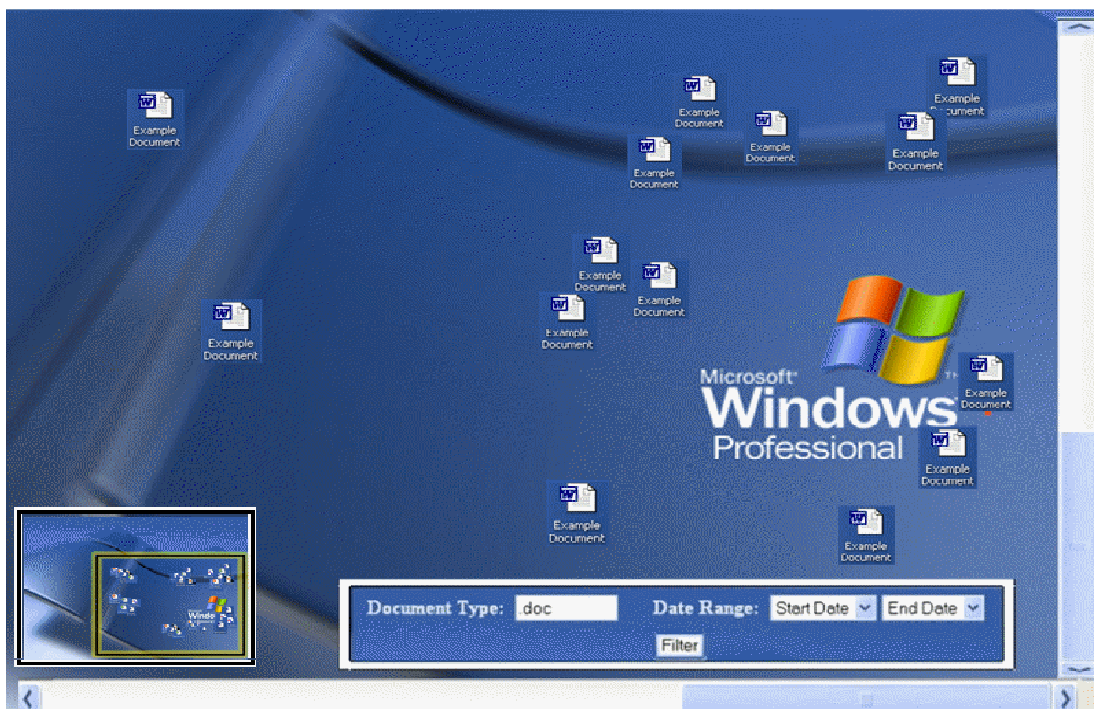 Example
Document
Example
Document
Example
Document
Example
Document
Example
Document
Example
Document
Example
Document
Example
Document
Example
Document
Example
Document
Microsoft
Windows
Professional
TM
Example
Document
Example
Document
Example
Document
Example
Document
Document Type: .doc Date Range: Start Date End Date
Filter